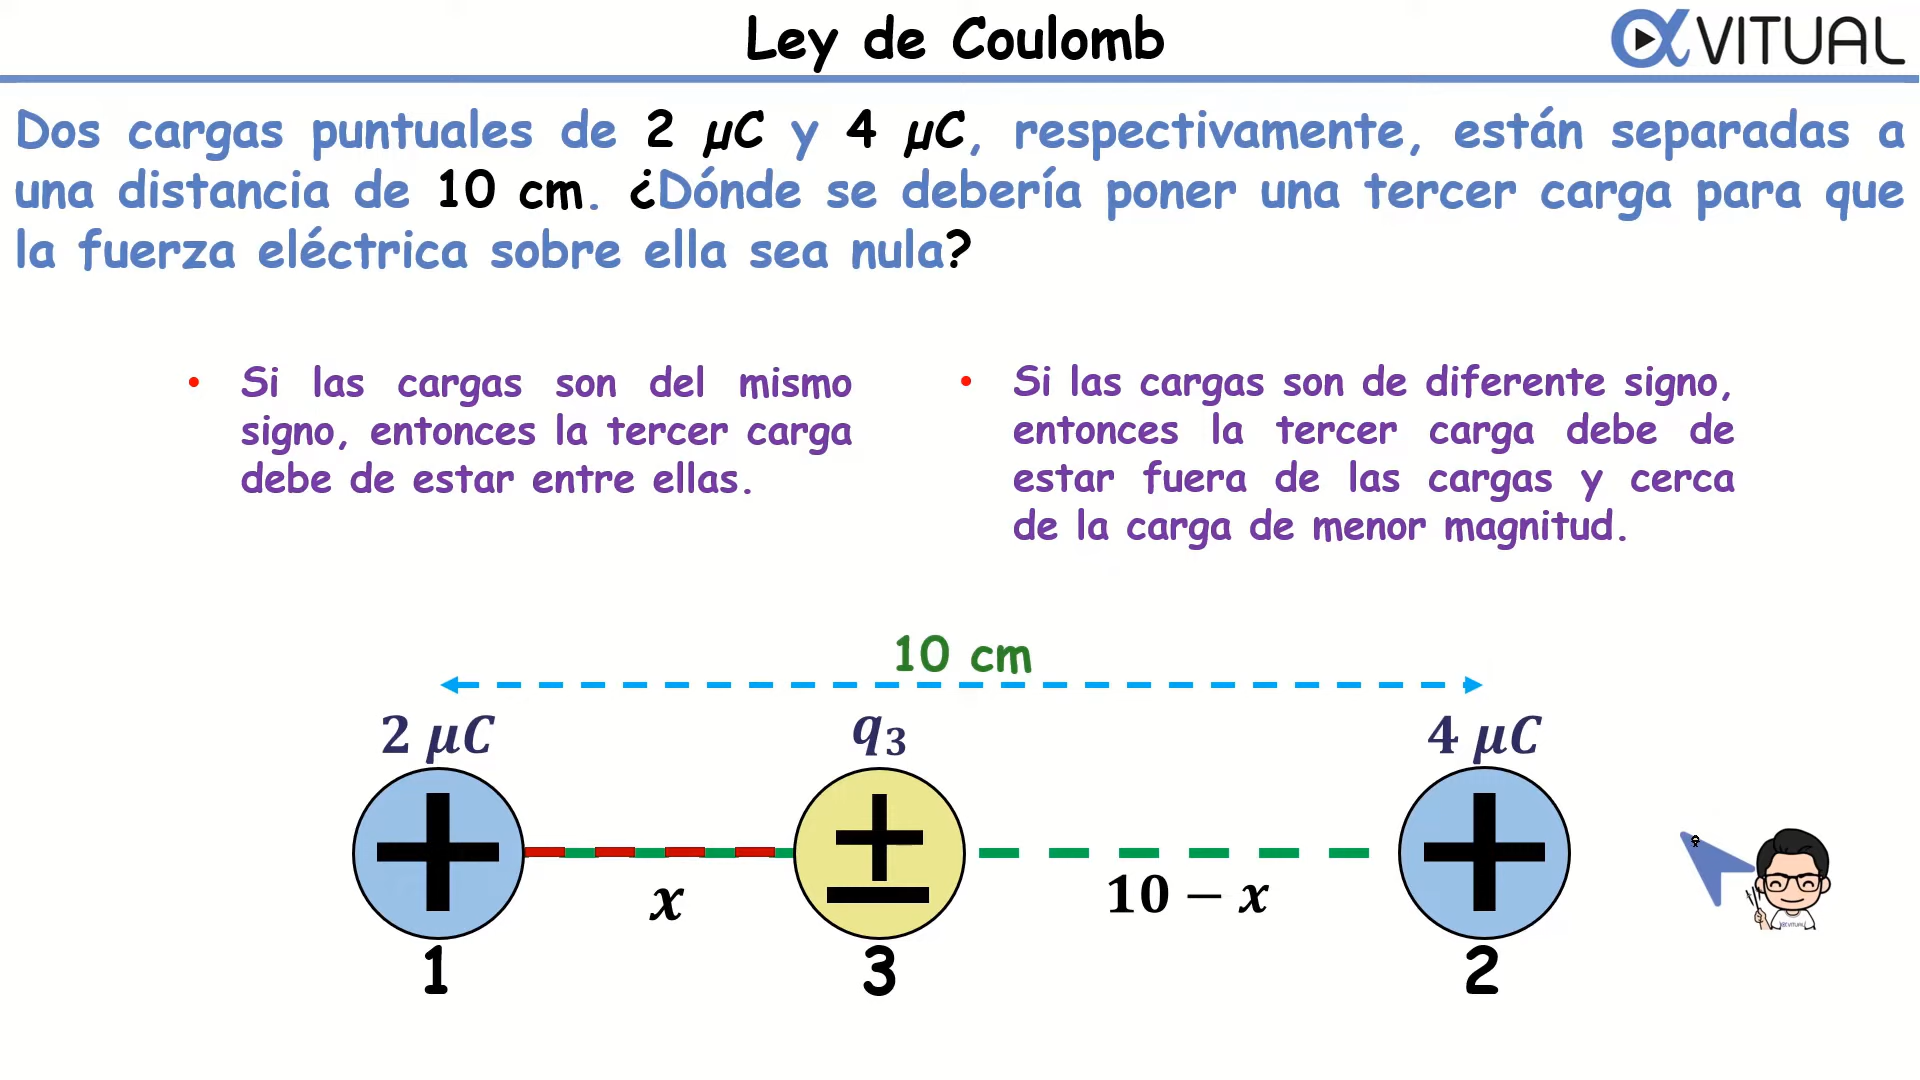 Ley de Coulomb
VITUAL
Dos cargas puntuales de 2 μC y 4 μC, respectivamente, están separadas a
una distancia de 10 cm. ¿Dónde se debería poner una tercer carga para que
la fuerza eléctrica sobre ella sea nula?
• Si las cargas son del mismo
signo, entonces la tercer carga
debe de estar entre ellas.
• Si las cargas son de diferente signo,
entonces la tercer carga debe de
estar fuera de las cargas y cerca
de la carga de menor magnitud.
10 cm
2 μC
q₃
4 μC
+
±
+
x
10 − x
1
3
2